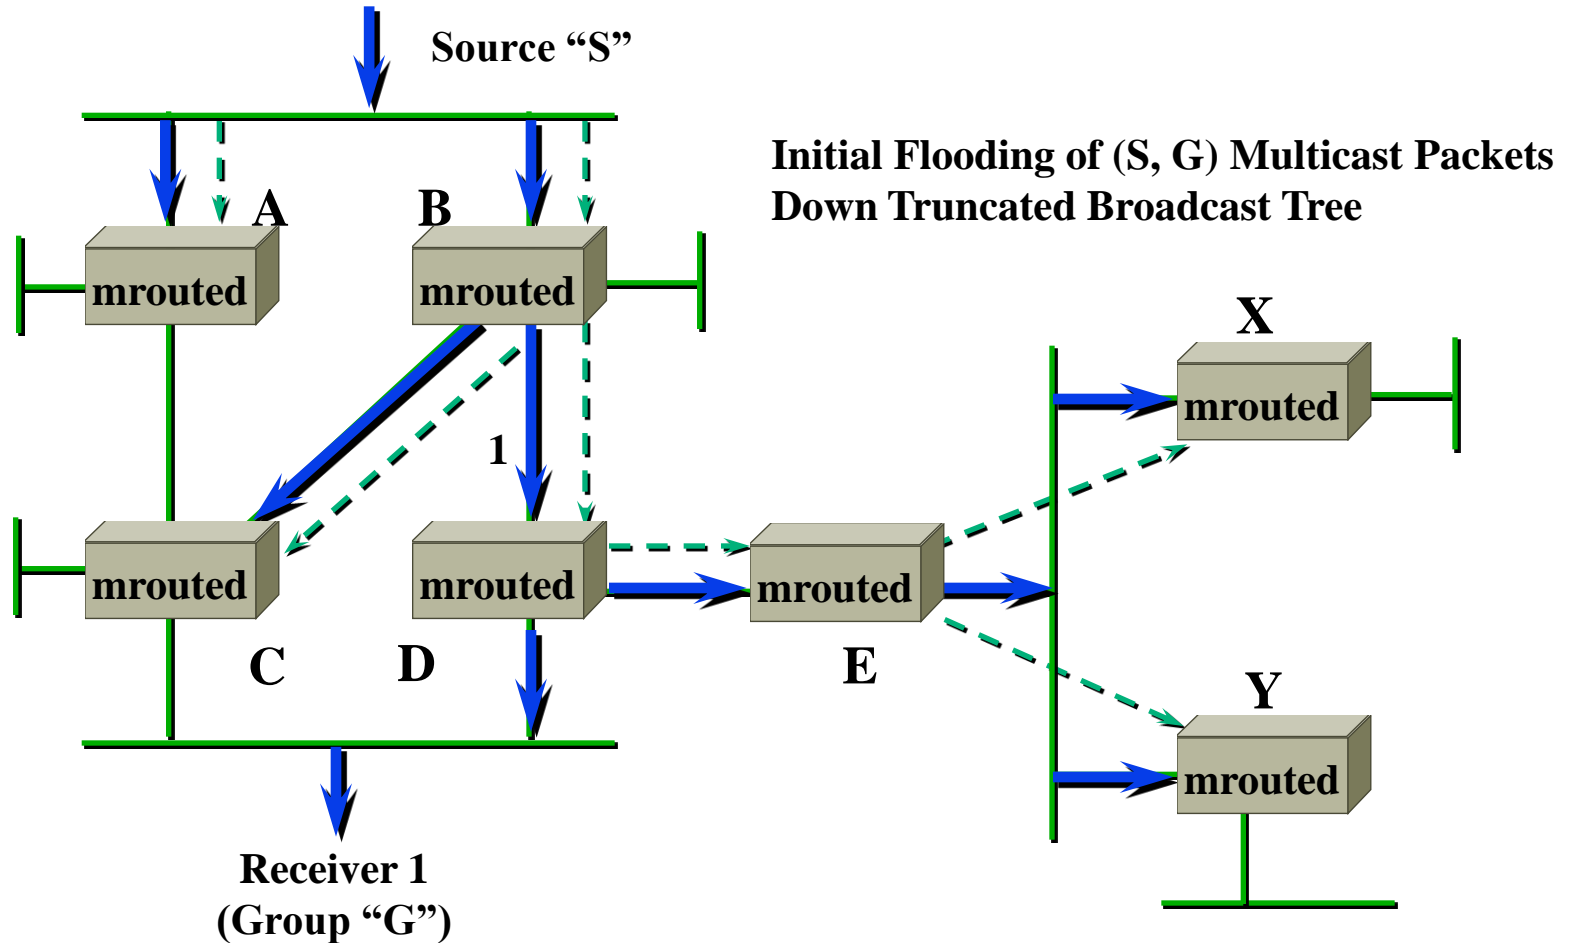 Source “S”
Initial Flooding of (S, G) Multicast Packets
Down Truncated Broadcast Tree
A
B
mrouted
mrouted
X
mrouted
1
mrouted
mrouted
mrouted
C
D
E
Y
mrouted
Receiver 1
(Group “G”)